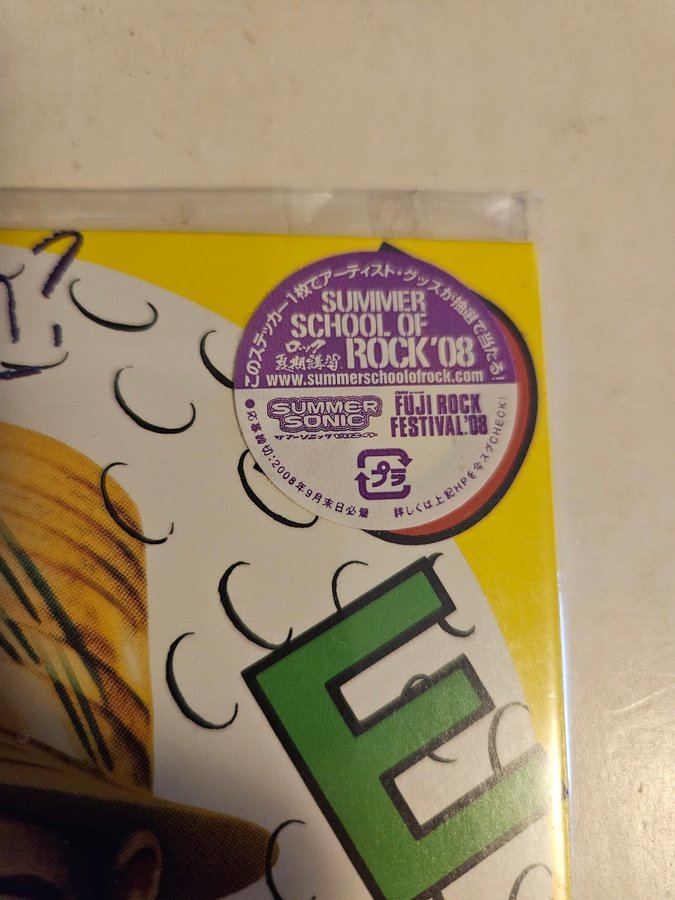 Y?
このステッカー1枚でアーティスト・グッズが抽選で当たる!
SUMMER
SCHOOL OF
ロック
夏期講習 ROCK'08
www.summerschoolofrock.com
SUMMER
SONIC
FUJI ROCK
FESTIVAL'08
プラ
●応募締切:2008年9月末日必着
詳しくは上記HPを今スグCHECK!
E